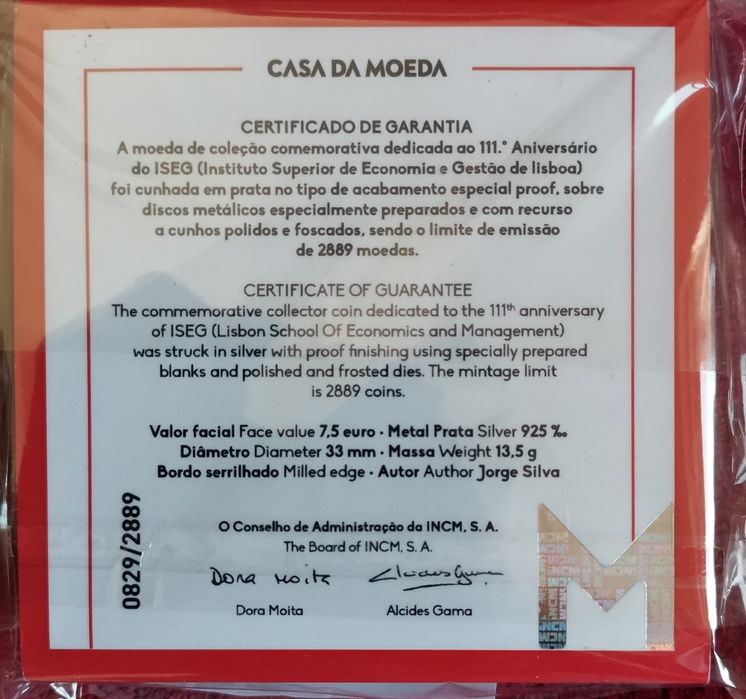 CASA DA MOEDA
CERTIFICADO DE GARANTIA
A moeda de coleção comemorativa dedicada ao 111.° Aniversário
do ISEG (Instituto Superior de Economia e Gestão de lisboa)
foi cunhada em prata no tipo de acabamento especial proof, sobre
discos metálicos especialmente preparados e com recurso
a cunhos polidos e foscados, sendo o limite de emissão
de 2889 moedas.
CERTIFICATE OF GUARANTEE
The commemorative collector coin dedicated to the 111th anniversary
of ISEG (Lisbon School Of Economics and Management)
was struck in silver with proof finishing using specially prepared
blanks and polished and frosted dies. The mintage limit
is 2889 coins.
Valor facial Face value 7,5 euro · Metal Prata Silver 925 ‰
Diâmetro Diameter 33 mm · Massa Weight 13,5 g
Bordo serrilhado Milled edge · Autor Author Jorge Silva
0829/2889
O Conselho de Administração da INCM, S. A.
The Board of INCM, S. A.
Dora Moita Alcides Gama
Dora Moita Alcides Gama
M
INCM